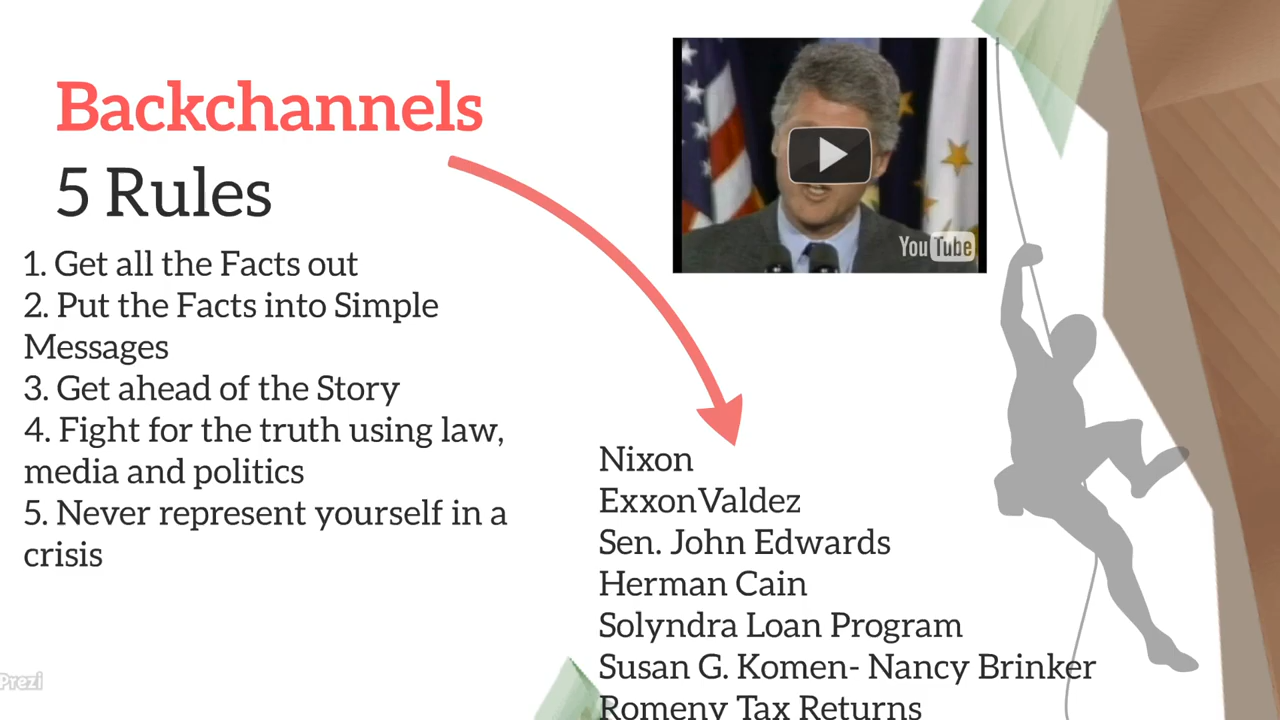 Backchannels
5 Rules
1. Get all the Facts out
2. Put the Facts into Simple
Messages
3. Get ahead of the Story
4. Fight for the truth using law,
media and politics
5. Never represent yourself in a
crisis
YouTube
Nixon
ExxonValdez
Sen. John Edwards
Herman Cain
Solyndra Loan Program
Susan G. Komen- Nancy Brinker
Romeny Tax Returns
Prezi